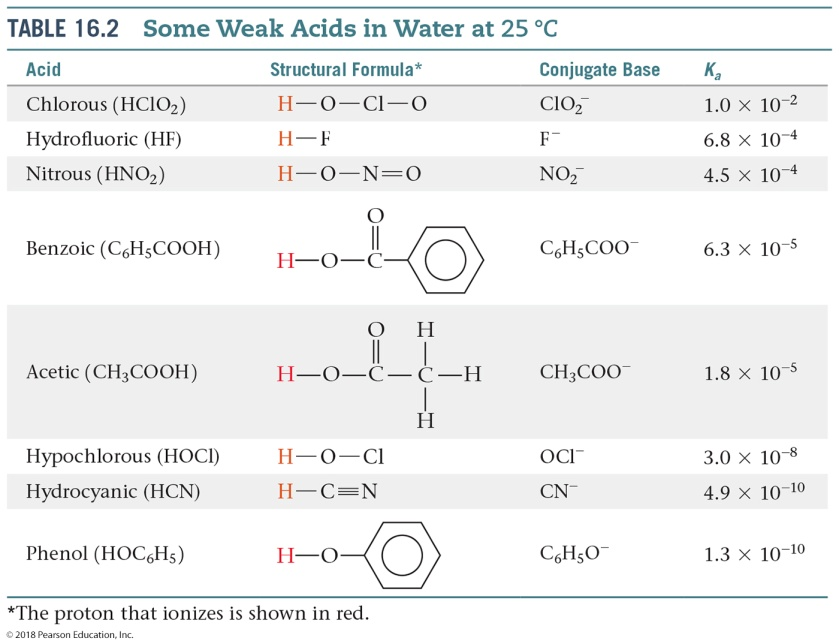 TABLE 16.2 Some Weak Acids in Water at 25 °C
Acid Structural Formula* Conjugate Base Kₐ
Chlorous (HClO₂) H—O—Cl—O ClO₂⁻ 1.0 × 10⁻²
Hydrofluoric (HF) H—F F⁻ 6.8 × 10⁻⁴
Nitrous (HNO₂) H—O—N=O NO₂⁻ 4.5 × 10⁻⁴
O
Benzoic (C₆H₅COOH) H—O—C— C₆H₅COO⁻ 6.3 × 10⁻⁵
O H
Acetic (CH₃COOH) H—O—C—C—H CH₃COO⁻ 1.8 × 10⁻⁵
H
Hypochlorous (HOCl) H—O—Cl OCl⁻ 3.0 × 10⁻⁸
Hydrocyanic (HCN) H—C≡N CN⁻ 4.9 × 10⁻¹⁰
Phenol (HOC₆H₅) H—O— C₆H₅O⁻ 1.3 × 10⁻¹⁰
*The proton that ionizes is shown in red.
© 2018 Pearson Education, Inc.